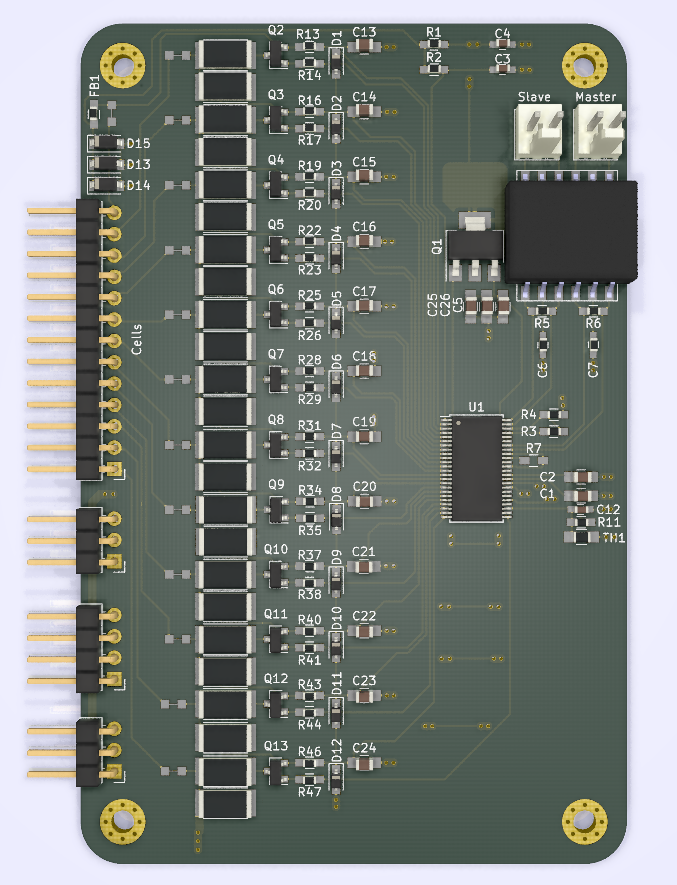 Q2 R13 D1 C13
R14
R1 C4
R2 C3
FB1
Q3 R16 D2 C14
R17
Slave Master
D15
D13
D14
Q4 R19 D3 C15
R20
Q5 R22 D4 C16
R23
Q1
Q6 R25 D5 C17
R26
C25 C26 C5
R5 R6
C6 C7
Cells
Q7 R28 D6 C18
R29
Q8 R31 D7 C19
R32
U1
R4
R3
R7
Q9 R34 D8 C20
R35
C2
C1
C12
R11
TH1
Q10 R37 D9 C21
R38
Q11 R40 D10 C22
R41
Q12 R43 D11 C23
R44
Q13 R46 D12 C24
R47